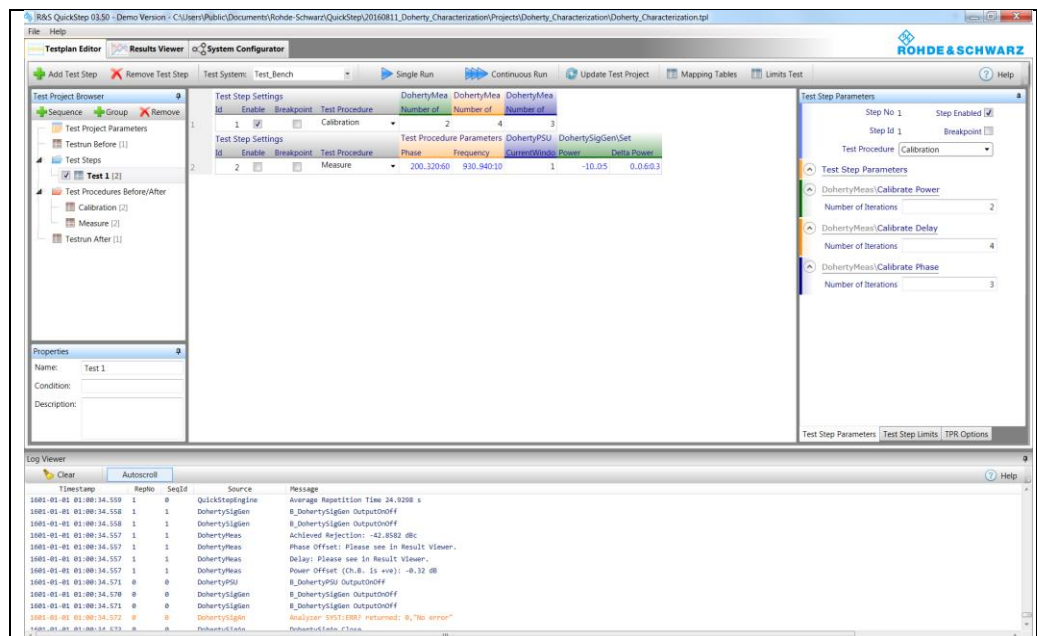 R&S QuickStep 03.50 - Demo Version - C:\Users\Public\Documents\Rohde-Schwarz\QuickStep\20160811_Doherty_Characterization\Projects\Doherty_Characterization\Doherty_Characterization.tpl
File Help
Testplan Editor Results Viewer System Configurator
ROHDE&SCHWARZ
Add Test Step Remove Test Step Test System: Test_Bench Single Run Continuous Run Update Test Project Mapping Tables Limits Test Help
Test Project Browser
Sequence Group Remove
Test Project Parameters
Testrun Before [1]
Test Steps
Test 1 [2]
Test Procedures Before/After
Calibration [2]
Measure [2]
Testrun After [1]
Properties
Name: Test 1
Condition:
Description:
Test Step Settings DohertyMea DohertyMea DohertyMea
Id Enable Breakpoint Test Procedure Number of Number of Number of
1 1 Calibration 2 4 3
Test Step Settings Test Procedure Parameters DohertyPSU DohertySigGen\Set
Id Enable Breakpoint Test Procedure Phase Frequency CurrentWindo Power Delta Power
2 2 Measure 200..320:60 930..940:10 1 -10..0:5 0..0.6:0.3
Test Step Parameters
Step No 1 Step Enabled
Step Id 1 Breakpoint
Test Procedure Calibration
Test Step Parameters
DohertyMeas\Calibrate Power
Number of Iterations 2
DohertyMeas\Calibrate Delay
Number of Iterations 4
DohertyMeas\Calibrate Phase
Number of Iterations 3
Test Step Parameters Test Step Limits TPR Options
Log Viewer
Clear Autoscroll Help
Timestamp RepNo SeqId Source Message
1601-01-01 01:00:34.559 1 0 QuickStepEngine Average Repetition Time 24.9298 s
1601-01-01 01:00:34.558 1 1 DohertySigGen B_DohertySigGen OutputOnOff
1601-01-01 01:00:34.558 1 1 DohertySigGen B_DohertySigGen OutputOnOff
1601-01-01 01:00:34.557 1 1 DohertyMeas Achieved Rejection: -42.8582 dBc
1601-01-01 01:00:34.557 1 1 DohertyMeas Phase Offset: Please see in Result Viewer.
1601-01-01 01:00:34.557 1 1 DohertyMeas Delay: Please see in Result Viewer.
1601-01-01 01:00:34.557 1 1 DohertyMeas Power Offset (Ch.B. is +ve): -0.32 dB
1601-01-01 01:00:34.571 0 0 DohertyPSU B_DohertyPSU OutputOnOff
1601-01-01 01:00:34.570 0 0 DohertySigGen B_DohertySigGen OutputOnOff
1601-01-01 01:00:34.571 0 0 DohertySigGen B_DohertySigGen OutputOnOff
1601-01-01 01:00:34.572 0 0 DohertySigAn Analyzer SYST:ERR? returned: 0,"No error"
1601-01-01 01:00:34.573 0 0 DohertySigAn DohertySigAn Close